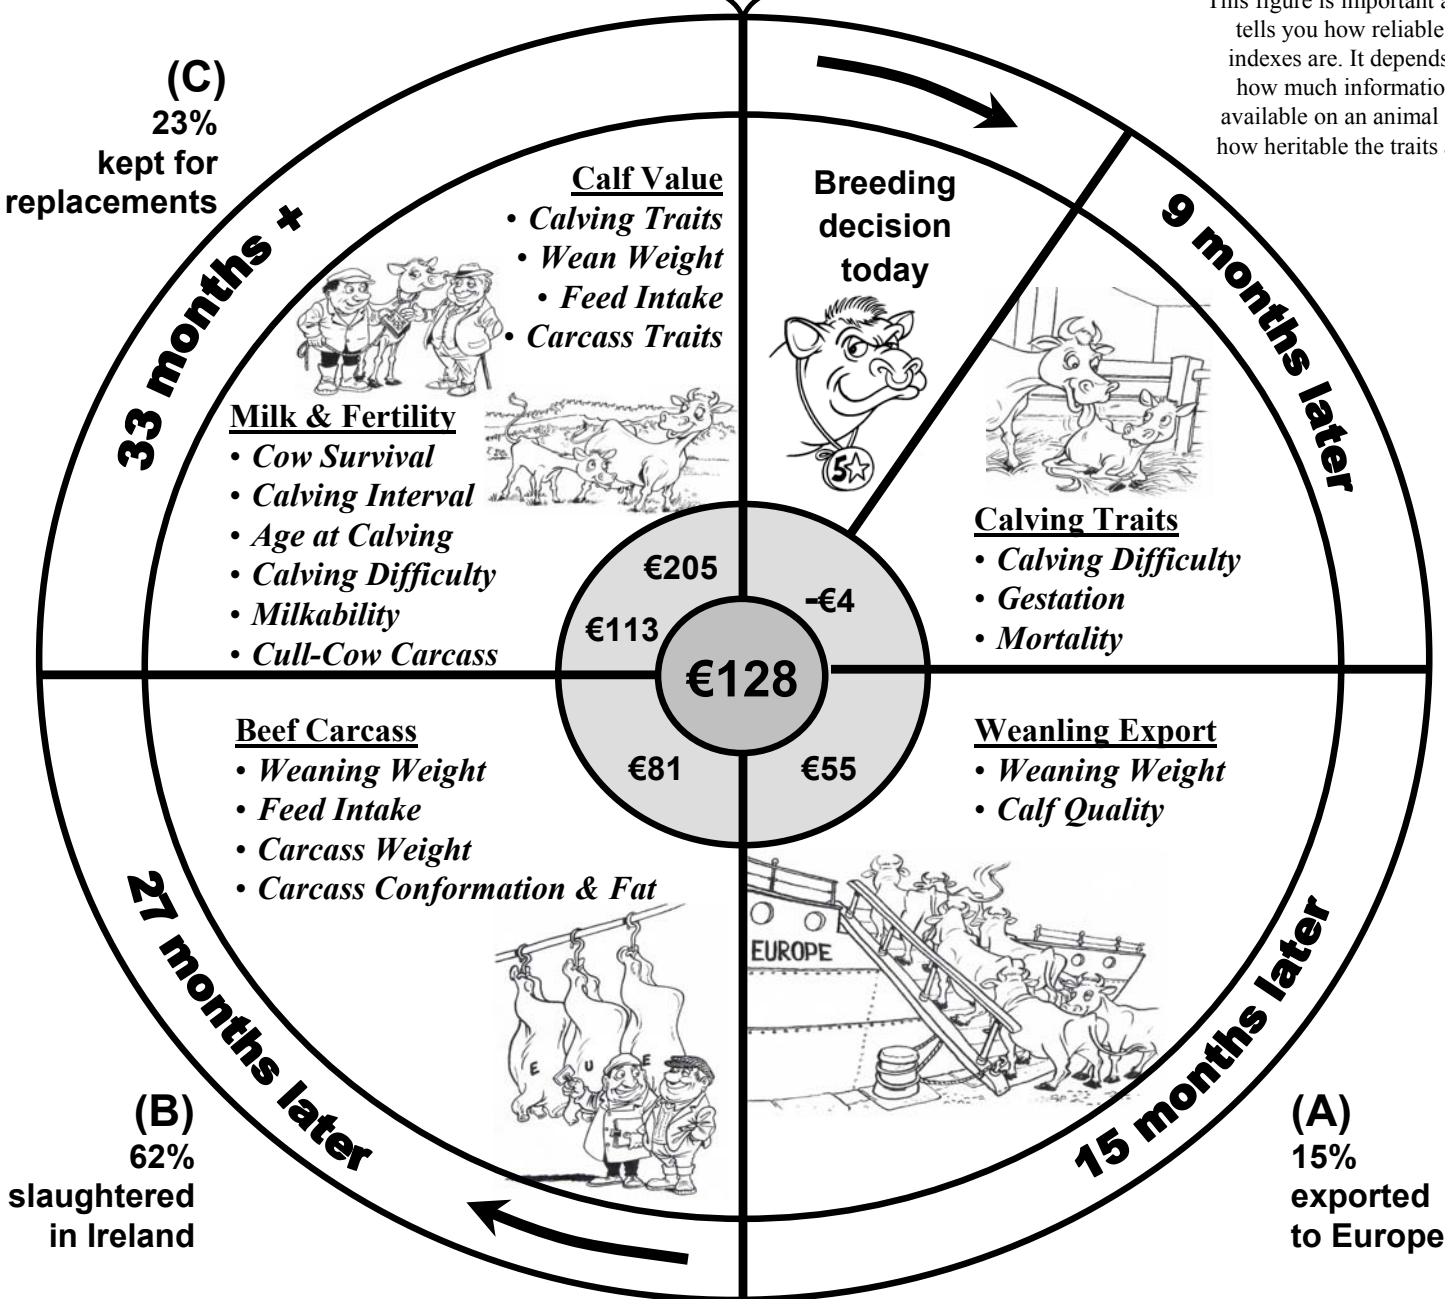 This figure is important a
tells you how reliable
indexes are. It depends
how much informatio
available on an animal
how heritable the traits
(C)
23%
kept for
replacements
33 months +
Calf Value
• Calving Traits
• Wean Weight
• Feed Intake
• Carcass Traits
Milk & Fertility
• Cow Survival
• Calving Interval
• Age at Calving
• Calving Difficulty
• Milkability
• Cull-Cow Carcass
Breeding
decision
today
5
9 months later
Calving Traits
• Calving Difficulty
• Gestation
• Mortality
€205
-€4
€113
€128
€81
€55
Beef Carcass
• Weaning Weight
• Feed Intake
• Carcass Weight
• Carcass Conformation & Fat
E U E
27 months later
(B)
62%
slaughtered
in Ireland
Weanling Export
• Weaning Weight
• Calf Quality
EUROPE
15 months later
(A)
15%
exported
to Europe